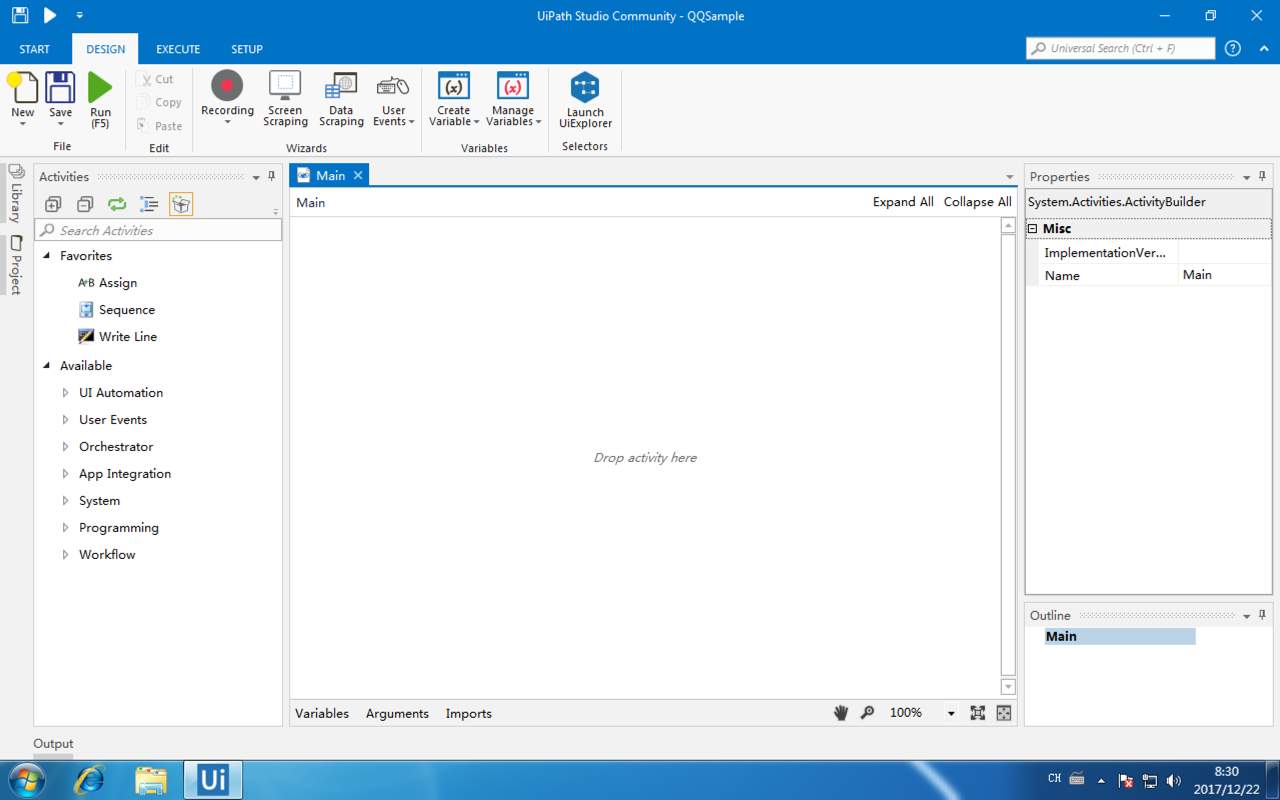 UiPath Studio Community - QQSample
START DESIGN EXECUTE SETUP
Universal Search (Ctrl + F)
New
Save
Run
(F5)
File
Cut
Copy
Paste
Edit
Recording
Screen
Scraping
Data
Scraping
User
Events
Wizards
Create
Variable
Manage
Variables
Variables
Launch
UiExplorer
Selectors
Library
Project
Activities
Search Activities
Favorites
A+B Assign
Sequence
Write Line
Available
UI Automation
User Events
Orchestrator
App Integration
System
Programming
Workflow
Main
Main
Expand All Collapse All
Drop activity here
Variables Arguments Imports
100%
Properties
System.Activities.ActivityBuilder
Misc
ImplementationVer...
Name Main
Outline
Main
Output
Ui
CH
8:30
2017/12/22